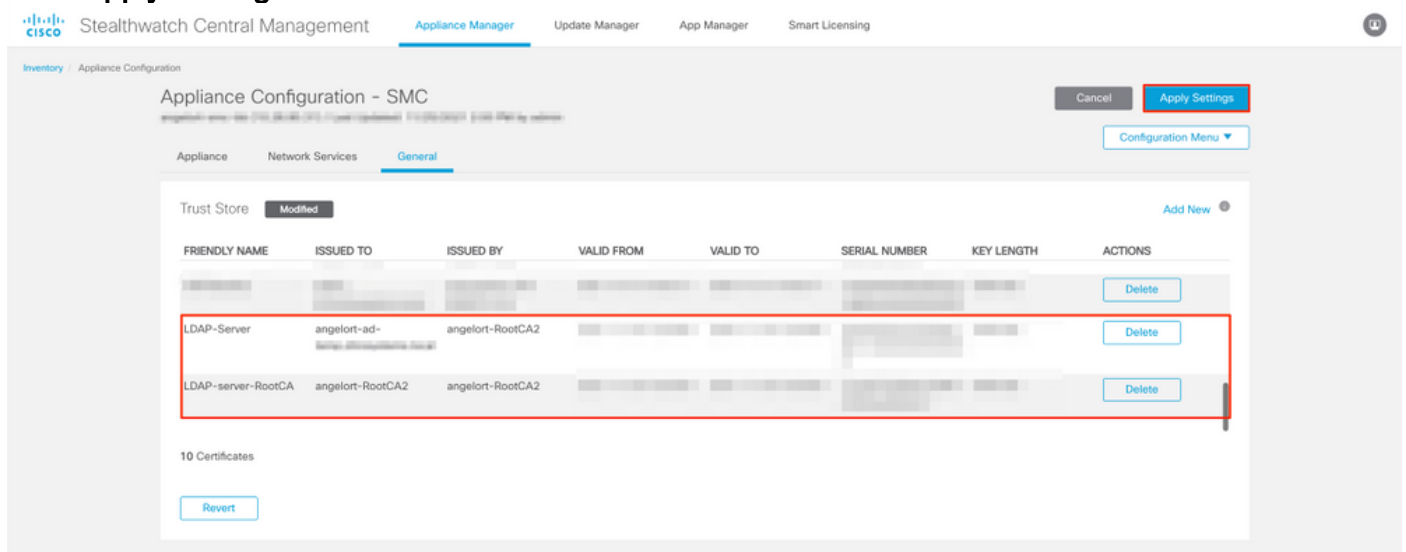 CISCO Stealthwatch Central Management Appliance Manager Update Manager App Manager Smart Licensing
Inventory / Appliance Configuration
Appliance Configuration - SMC
Cancel Apply Settings
Configuration Menu ▼
Appliance Network Services General
Trust Store Modified Add New
FRIENDLY NAME ISSUED TO ISSUED BY VALID FROM VALID TO SERIAL NUMBER KEY LENGTH ACTIONS
Delete
LDAP-Server angelort-ad- angelort-RootCA2 Delete
LDAP-server-RootCA angelort-RootCA2 angelort-RootCA2 Delete
10 Certificates
Revert